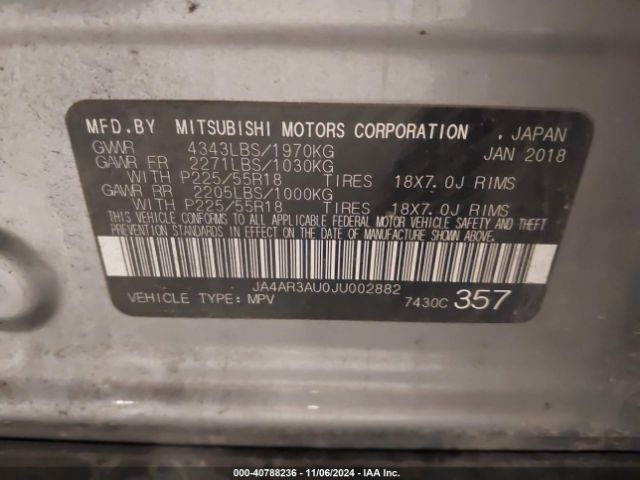 MFD.BY MITSUBISHI MOTORS CORPORATION , JAPAN
GVWR 4343LBS/1970KG JAN 2018
GAWR FR 2271LBS/1030KG
WITH P225/55R18 TIRES 18X7.0J RIMS
GAWR RR 2205LBS/1000KG
WITH P225/55R18 TIRES 18X7.0J RIMS
THIS VEHICLE CONFORMS TO ALL APPLICABLE FEDERAL MOTOR VEHICLE SAFETY AND THEFT
PREVENTION STANDARDS IN EFFECT ON THE DATE OF MANUFACTURE SHOWN ABOVE.
JA4AR3AU0JU002882
VEHICLE TYPE:MPV 7430C 357
000-40788236 - 11/06/2024 - IAA Inc.